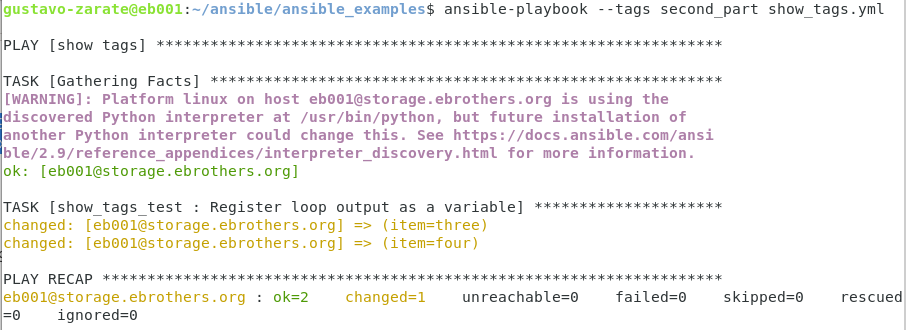 gustavo-zarate@eb001:~/ansible/ansible_examples$ ansible-playbook --tags second_part show_tags.yml
PLAY [show tags] ***************************************************************
TASK [Gathering Facts] *********************************************************
[WARNING]: Platform linux on host eb001@storage.ebrothers.org is using the
discovered Python interpreter at /usr/bin/python, but future installation of
another Python interpreter could change this. See https://docs.ansible.com/ansi
ble/2.9/reference_appendices/interpreter_discovery.html for more information.
ok: [eb001@storage.ebrothers.org]
TASK [show_tags_test : Register loop output as a variable] *********************
changed: [eb001@storage.ebrothers.org] => (item=three)
changed: [eb001@storage.ebrothers.org] => (item=four)
PLAY RECAP *********************************************************************
eb001@storage.ebrothers.org : ok=2    changed=1    unreachable=0    failed=0    skipped=0    rescued
=0    ignored=0